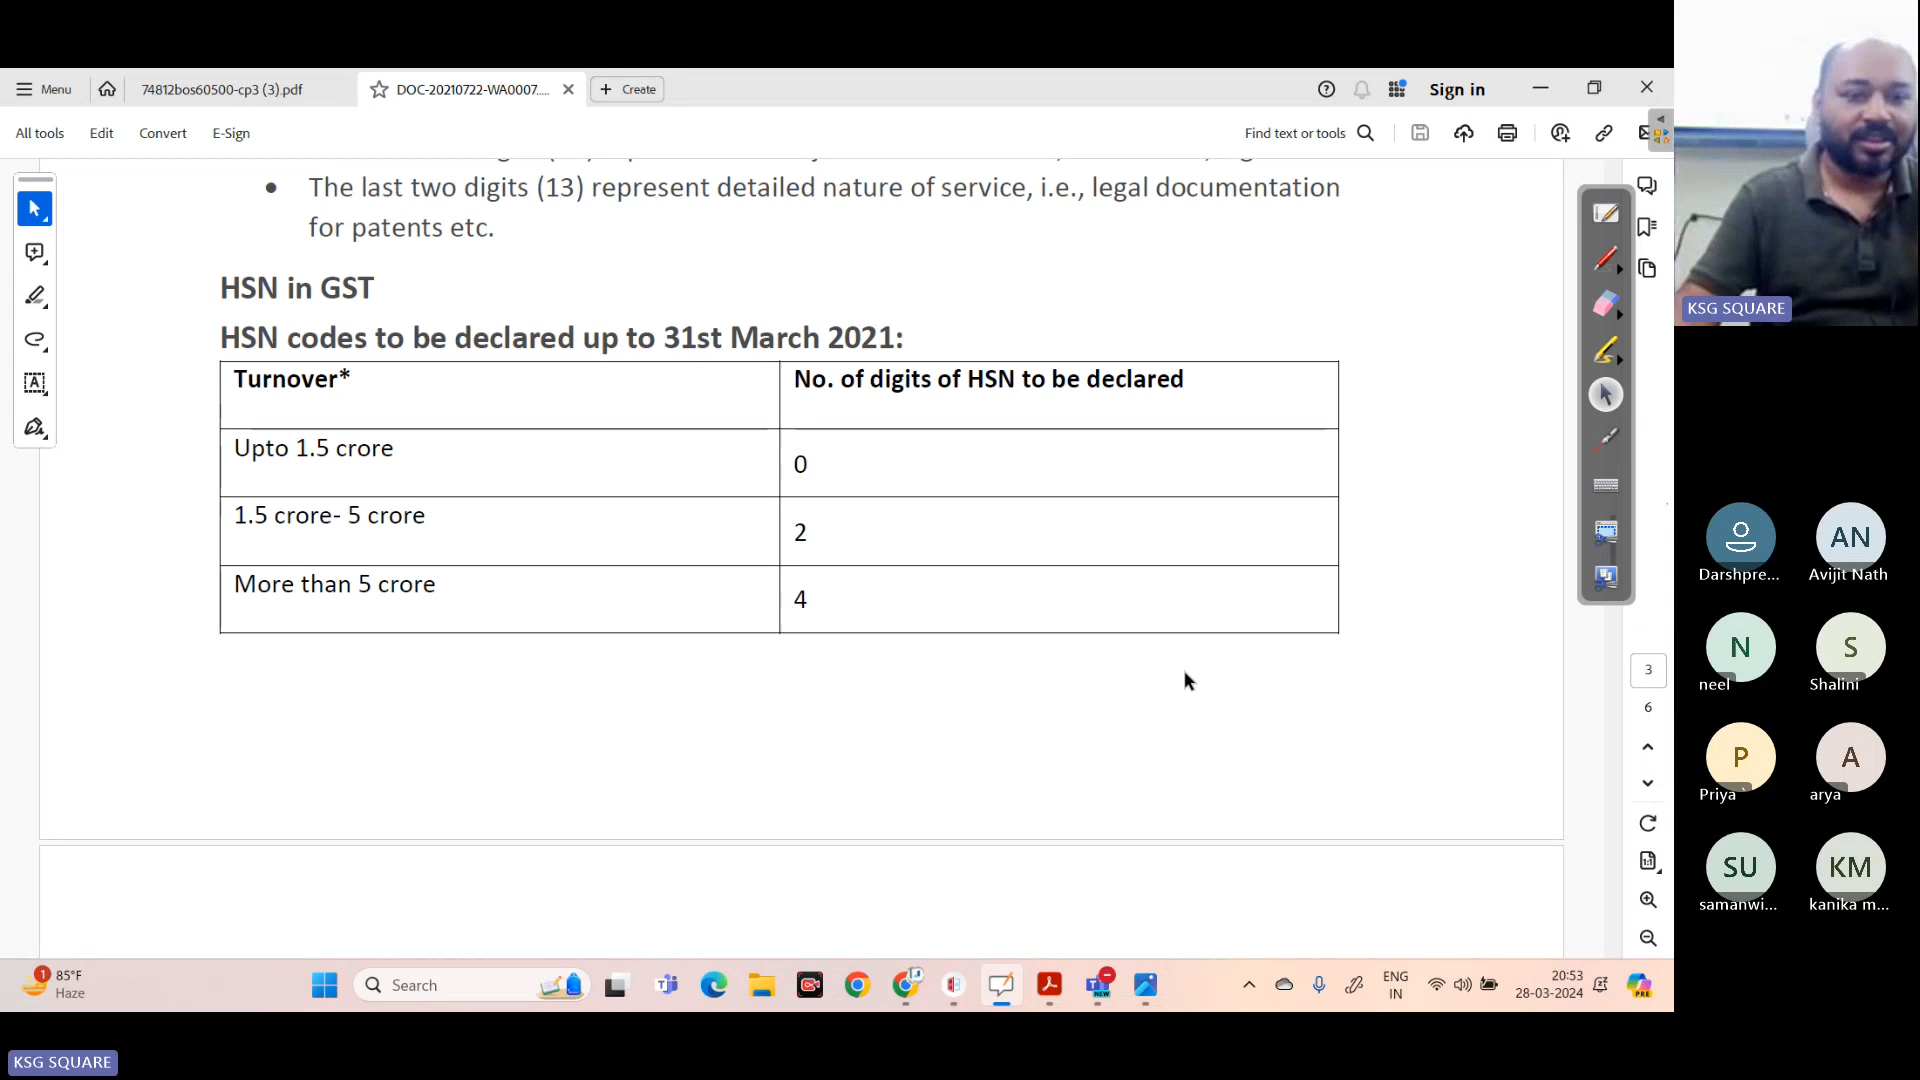 Menu
74812bos60500-cp3 (3).pdf
DOC-20210722-WA0007....
Create
Sign in
All tools
Edit
Convert
E-Sign
Find text or tools
The last two digits (13) represent detailed nature of service, i.e., legal documentation
for patents etc.
HSN in GST
HSN codes to be declared up to 31st March 2021:
Turnover*
No. of digits of HSN to be declared
Upto 1.5 crore
0
1.5 crore- 5 crore
2
More than 5 crore
4
3
6
KSG SQUARE
Darshpre...
AN
Avijit Nath
N
neel
S
Shalini
P
Priya `
A
arya
SU
samanwi...
KM
kanika m...
1
85°F
Haze
Search
NEW
ENG
IN
20:53
28-03-2024
PRE
KSG SQUARE